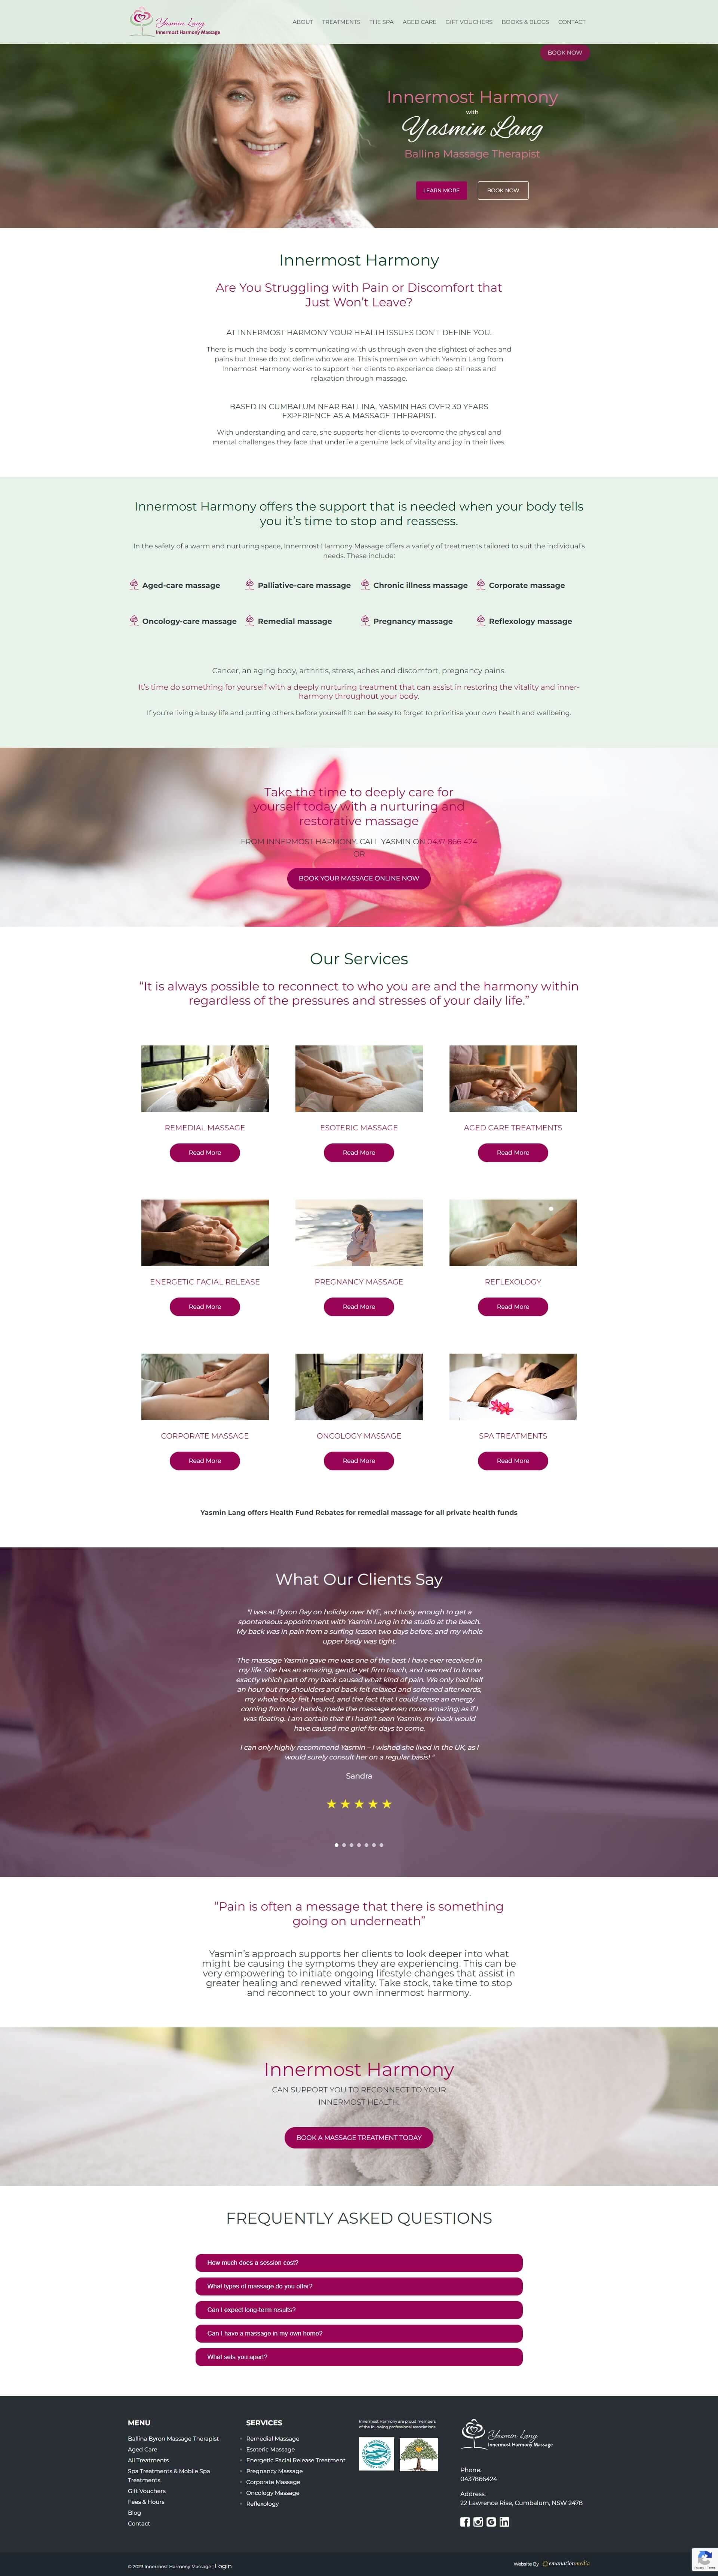 Yasmin Lang
Innermost Harmony Massage
ABOUT TREATMENTS THE SPA AGED CARE GIFT VOUCHERS BOOKS & BLOGS CONTACT
BOOK NOW
Innermost Harmony
with
Yasmin Lang
Ballina Massage Therapist
LEARN MORE BOOK NOW
Innermost Harmony
Are You Struggling with Pain or Discomfort that
Just Won't Leave?
AT INNERMOST HARMONY YOUR HEALTH ISSUES DON'T DEFINE YOU.
There is much the body is communicating with us through even the slightest of aches and
pains but these do not define who we are. This is premise on which Yasmin Lang from
Innermost Harmony works to support her clients to experience deep stillness and
relaxation through massage.
BASED IN CUMBALUM NEAR BALLINA, YASMIN HAS OVER 30 YEARS
EXPERIENCE AS A MASSAGE THERAPIST.
With understanding and care, she supports her clients to overcome the physical and
mental challenges they face that underlie a genuine lack of vitality and joy in their lives.
Innermost Harmony offers the support that is needed when your body tells
you it's time to stop and reassess.
In the safety of a warm and nurturing space, Innermost Harmony Massage offers a variety of treatments tailored to suit the individual's
needs. These include:
Aged-care massage Palliative-care massage Chronic illness massage Corporate massage
Oncology-care massage Remedial massage Pregnancy massage Reflexology massage
Cancer, an aging body, arthritis, stress, aches and discomfort, pregnancy pains.
It's time do something for yourself with a deeply nurturing treatment that can assist in restoring the vitality and inner-
harmony throughout your body.
If you're living a busy life and putting others before yourself it can be easy to forget to prioritise your own health and wellbeing.
Take the time to deeply care for
yourself today with a nurturing and
restorative massage
FROM INNERMOST HARMONY. CALL YASMIN ON 0437 866 424
OR
BOOK YOUR MASSAGE ONLINE NOW
Our Services
“It is always possible to reconnect to who you are and the harmony within
regardless of the pressures and stresses of your daily life.”
REMEDIAL MASSAGE ESOTERIC MASSAGE AGED CARE TREATMENTS
Read More Read More Read More
ENERGETIC FACIAL RELEASE PREGNANCY MASSAGE REFLEXOLOGY
Read More Read More Read More
CORPORATE MASSAGE ONCOLOGY MASSAGE SPA TREATMENTS
Read More Read More Read More
Yasmin Lang offers Health Fund Rebates for remedial massage for all private health funds
What Our Clients Say
"I was at Byron Bay on holiday over NYE, and lucky enough to get a
spontaneous appointment with Yasmin Lang in the studio at the beach.
My back was in pain from a surfing lesson two days before, and my whole
upper body was tight.
The massage Yasmin gave me was one of the best I have ever received in
my life. She has an amazing, gentle yet firm touch, and seemed to know
exactly which part of my back caused what kind of pain. We only had half
an hour but my shoulders and back felt relaxed and softened afterwards,
my whole body felt healed, and the fact that I could sense an energy
coming from her hands, made the massage even more amazing; as if I
was floating. I am certain that if I hadn't seen Yasmin, my back would
have caused me grief for days to come.
I can only highly recommend Yasmin – I wished she lived in the UK, as I
would surely consult her on a regular basis! "
Sandra
“Pain is often a message that there is something
going on underneath”
Yasmin's approach supports her clients to look deeper into what
might be causing the symptoms they are experiencing. This can be
very empowering to initiate ongoing lifestyle changes that assist in
greater healing and renewed vitality. Take stock, take time to stop
and reconnect to your own innermost harmony.
Innermost Harmony
CAN SUPPORT YOU TO RECONNECT TO YOUR
INNERMOST HEALTH.
BOOK A MASSAGE TREATMENT TODAY
FREQUENTLY ASKED QUESTIONS
How much does a session cost?
What types of massage do you offer?
Can I expect long-term results?
Can I have a massage in my own home?
What sets you apart?
MENU
Ballina Byron Massage Therapist
Aged Care
All Treatments
Spa Treatments & Mobile Spa
Treatments
Gift Vouchers
Fees & Hours
Blog
Contact
SERVICES
Remedial Massage
Esoteric Massage
Energetic Facial Release Treatment
Pregnancy Massage
Corporate Massage
Oncology Massage
Reflexology
Innermost Harmony are proud members
of the following professional associations
Yasmin Lang
Innermost Harmony Massage
Phone:
0437866424
Address:
22 Lawrence Rise, Cumbalum, NSW 2478
© 2023 Innermost Harmony Massage | Login
Website By emanationmedia
Privacy - Terms